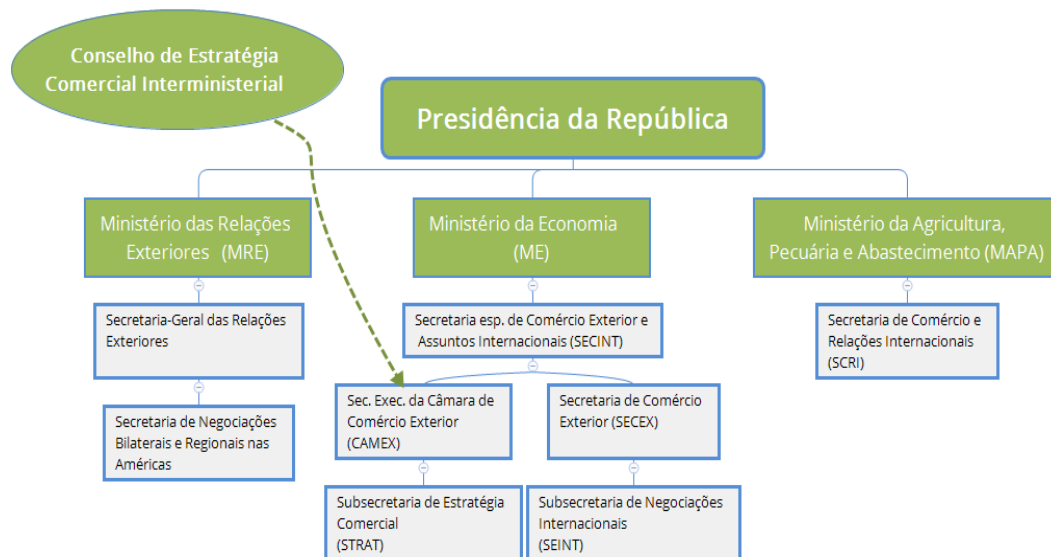 Conselho de Estratégia
Comercial Interministerial
Presidência da República
Ministério das Relações
Exteriores (MRE)
Ministério da Economia
(ME)
Ministério da Agricultura,
Pecuária e Abastecimento (MAPA)
Secretaria-Geral das Relações
Exteriores
Secretaria esp. de Comércio Exterior e
Assuntos Internacionais (SECINT)
Secretaria de Comércio e
Relações Internacionais
(SCRI)
Secretaria de Negociações
Bilaterais e Regionais nas
Américas
Sec. Exec. da Câmara de
Comércio Exterior
(CAMEX)
Secretaria de Comércio
Exterior (SECEX)
Subsecretaria de Estratégia
Comercial
(STRAT)
Subsecretaria de Negociações
Internacionais
(SEINT)